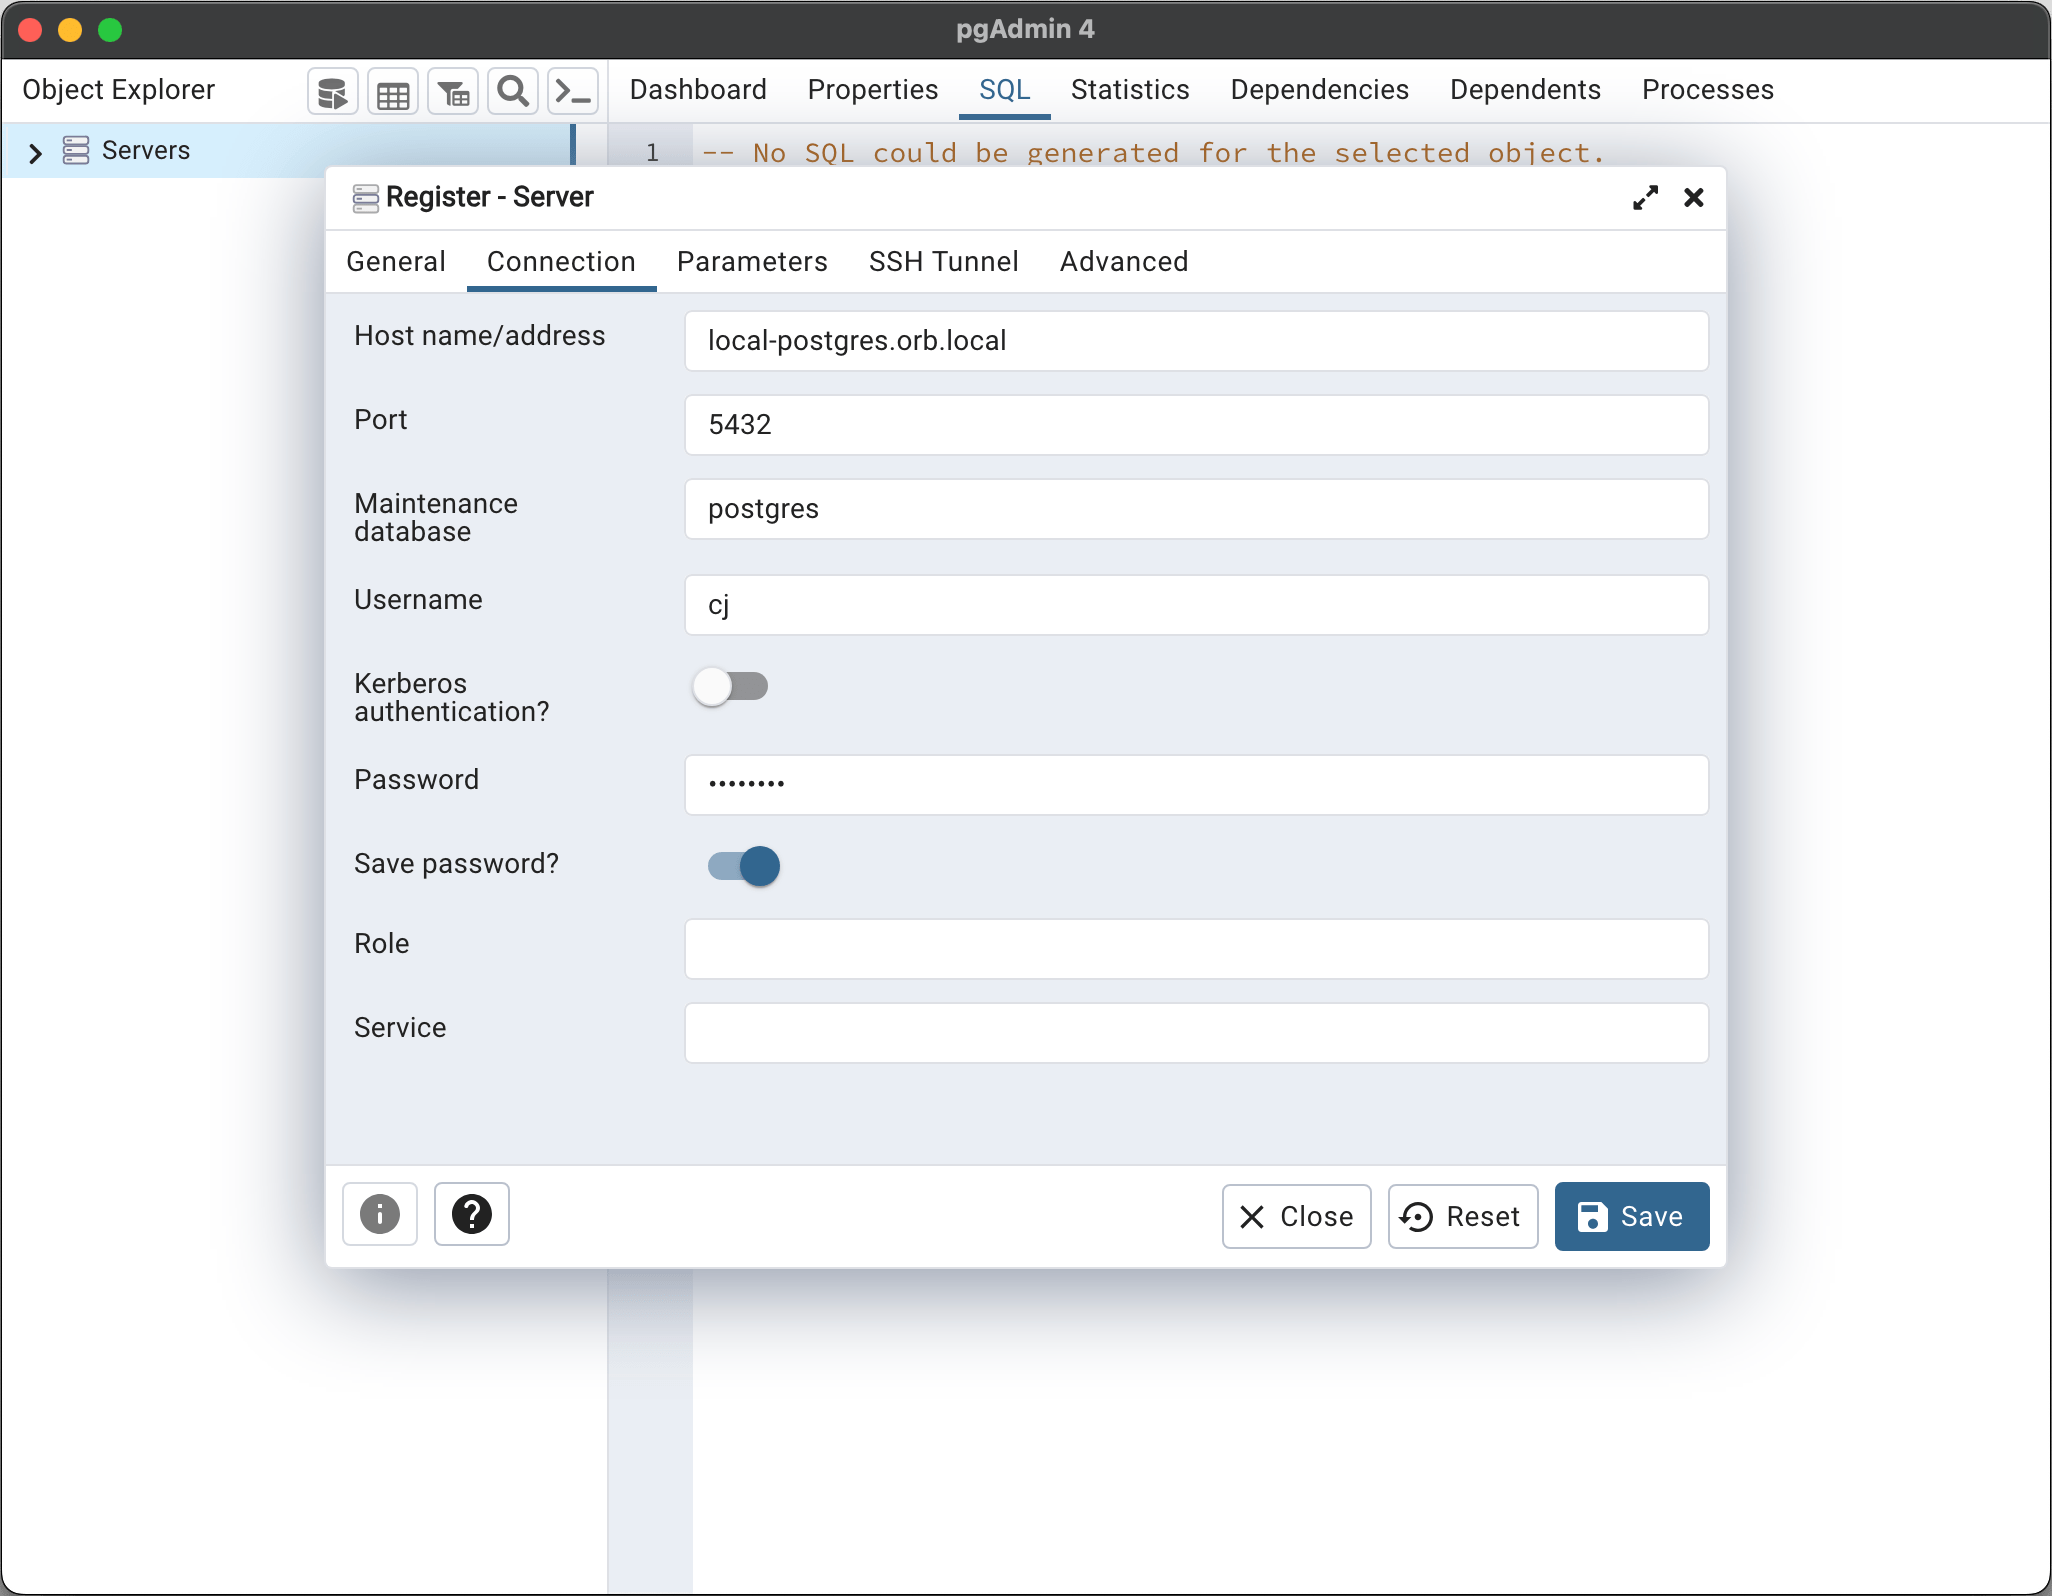 pgAdmin 4
Object Explorer
Dashboard Properties SQL Statistics Dependencies Dependents Processes
Servers
1 -- No SQL could be generated for the selected object.
Register - Server
General Connection Parameters SSH Tunnel Advanced
Host name/address local-postgres.orb.local
Port 5432
Maintenance
database
postgres
Username cj
Kerberos
authentication?
Password ••••••••
Save password?
Role
Service
Close Reset Save